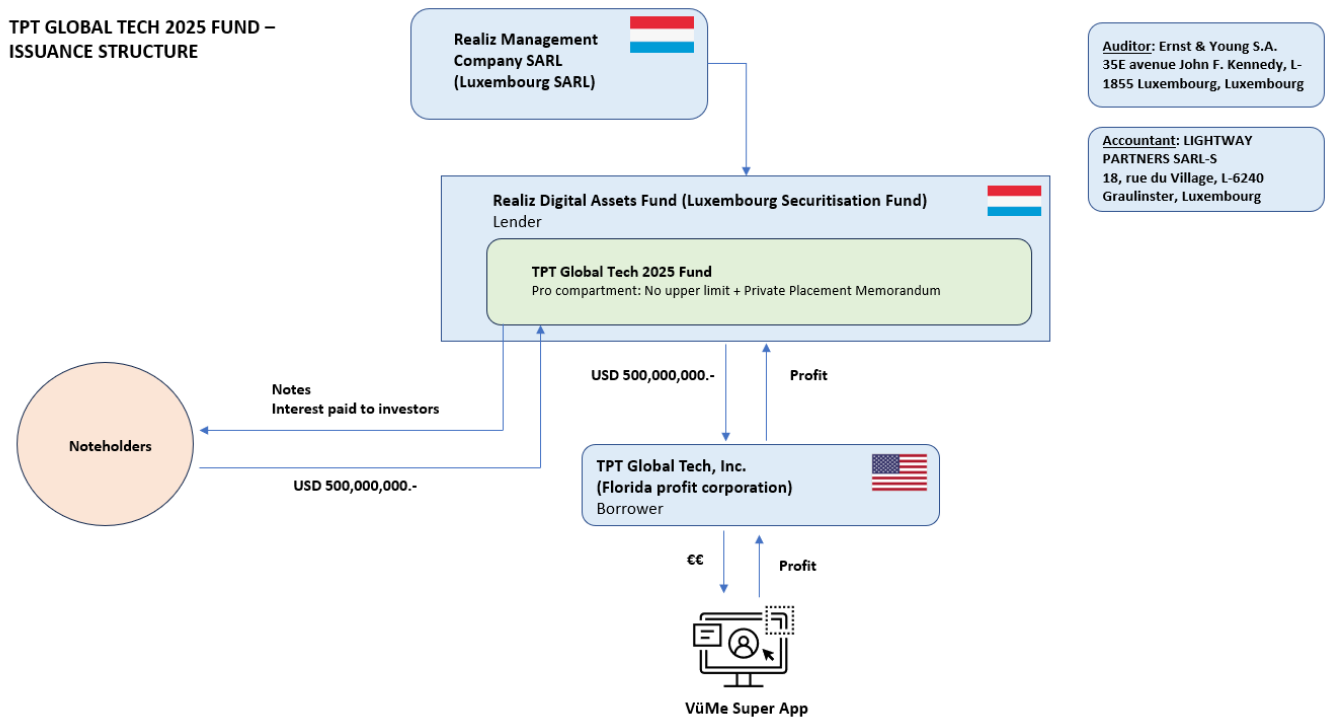 TPT GLOBAL TECH 2025 FUND –
ISSUANCE STRUCTURE
Realiz Management
Company SARL
(Luxembourg SARL)
Auditor: Ernst & Young S.A.
35E avenue John F. Kennedy, L-
1855 Luxembourg, Luxembourg
Accountant: LIGHTWAY
PARTNERS SARL-S
18, rue du Village, L-6240
Graulinster, Luxembourg
Realiz Digital Assets Fund (Luxembourg Securitisation Fund)
Lender
TPT Global Tech 2025 Fund
Pro compartment: No upper limit + Private Placement Memorandum
USD 500,000,000.-
Profit
Notes
Interest paid to investors
Noteholders
USD 500,000,000.-
TPT Global Tech, Inc.
(Florida profit corporation)
Borrower
€€
Profit
VüMe Super App